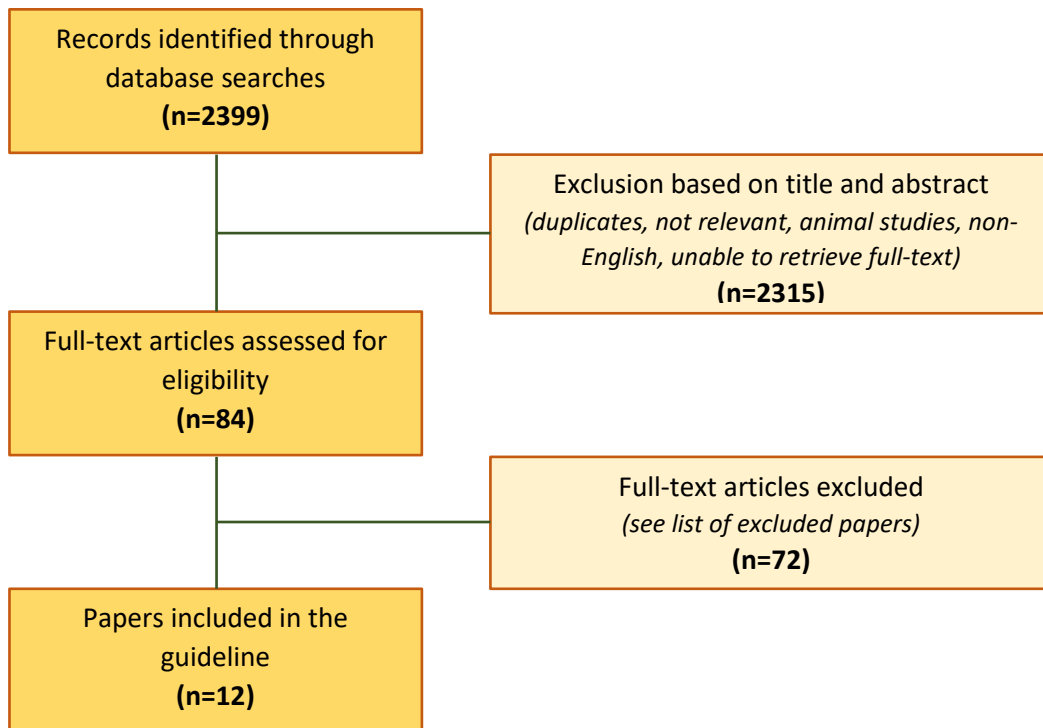 Records identified through
database searches
(n=2399)
Exclusion based on title and abstract
(duplicates, not relevant, animal studies, non-
English, unable to retrieve full-text)
(n=2315)
Full-text articles assessed for
eligibility
(n=84)
Full-text articles excluded
(see list of excluded papers)
(n=72)
Papers included in the
guideline
(n=12)